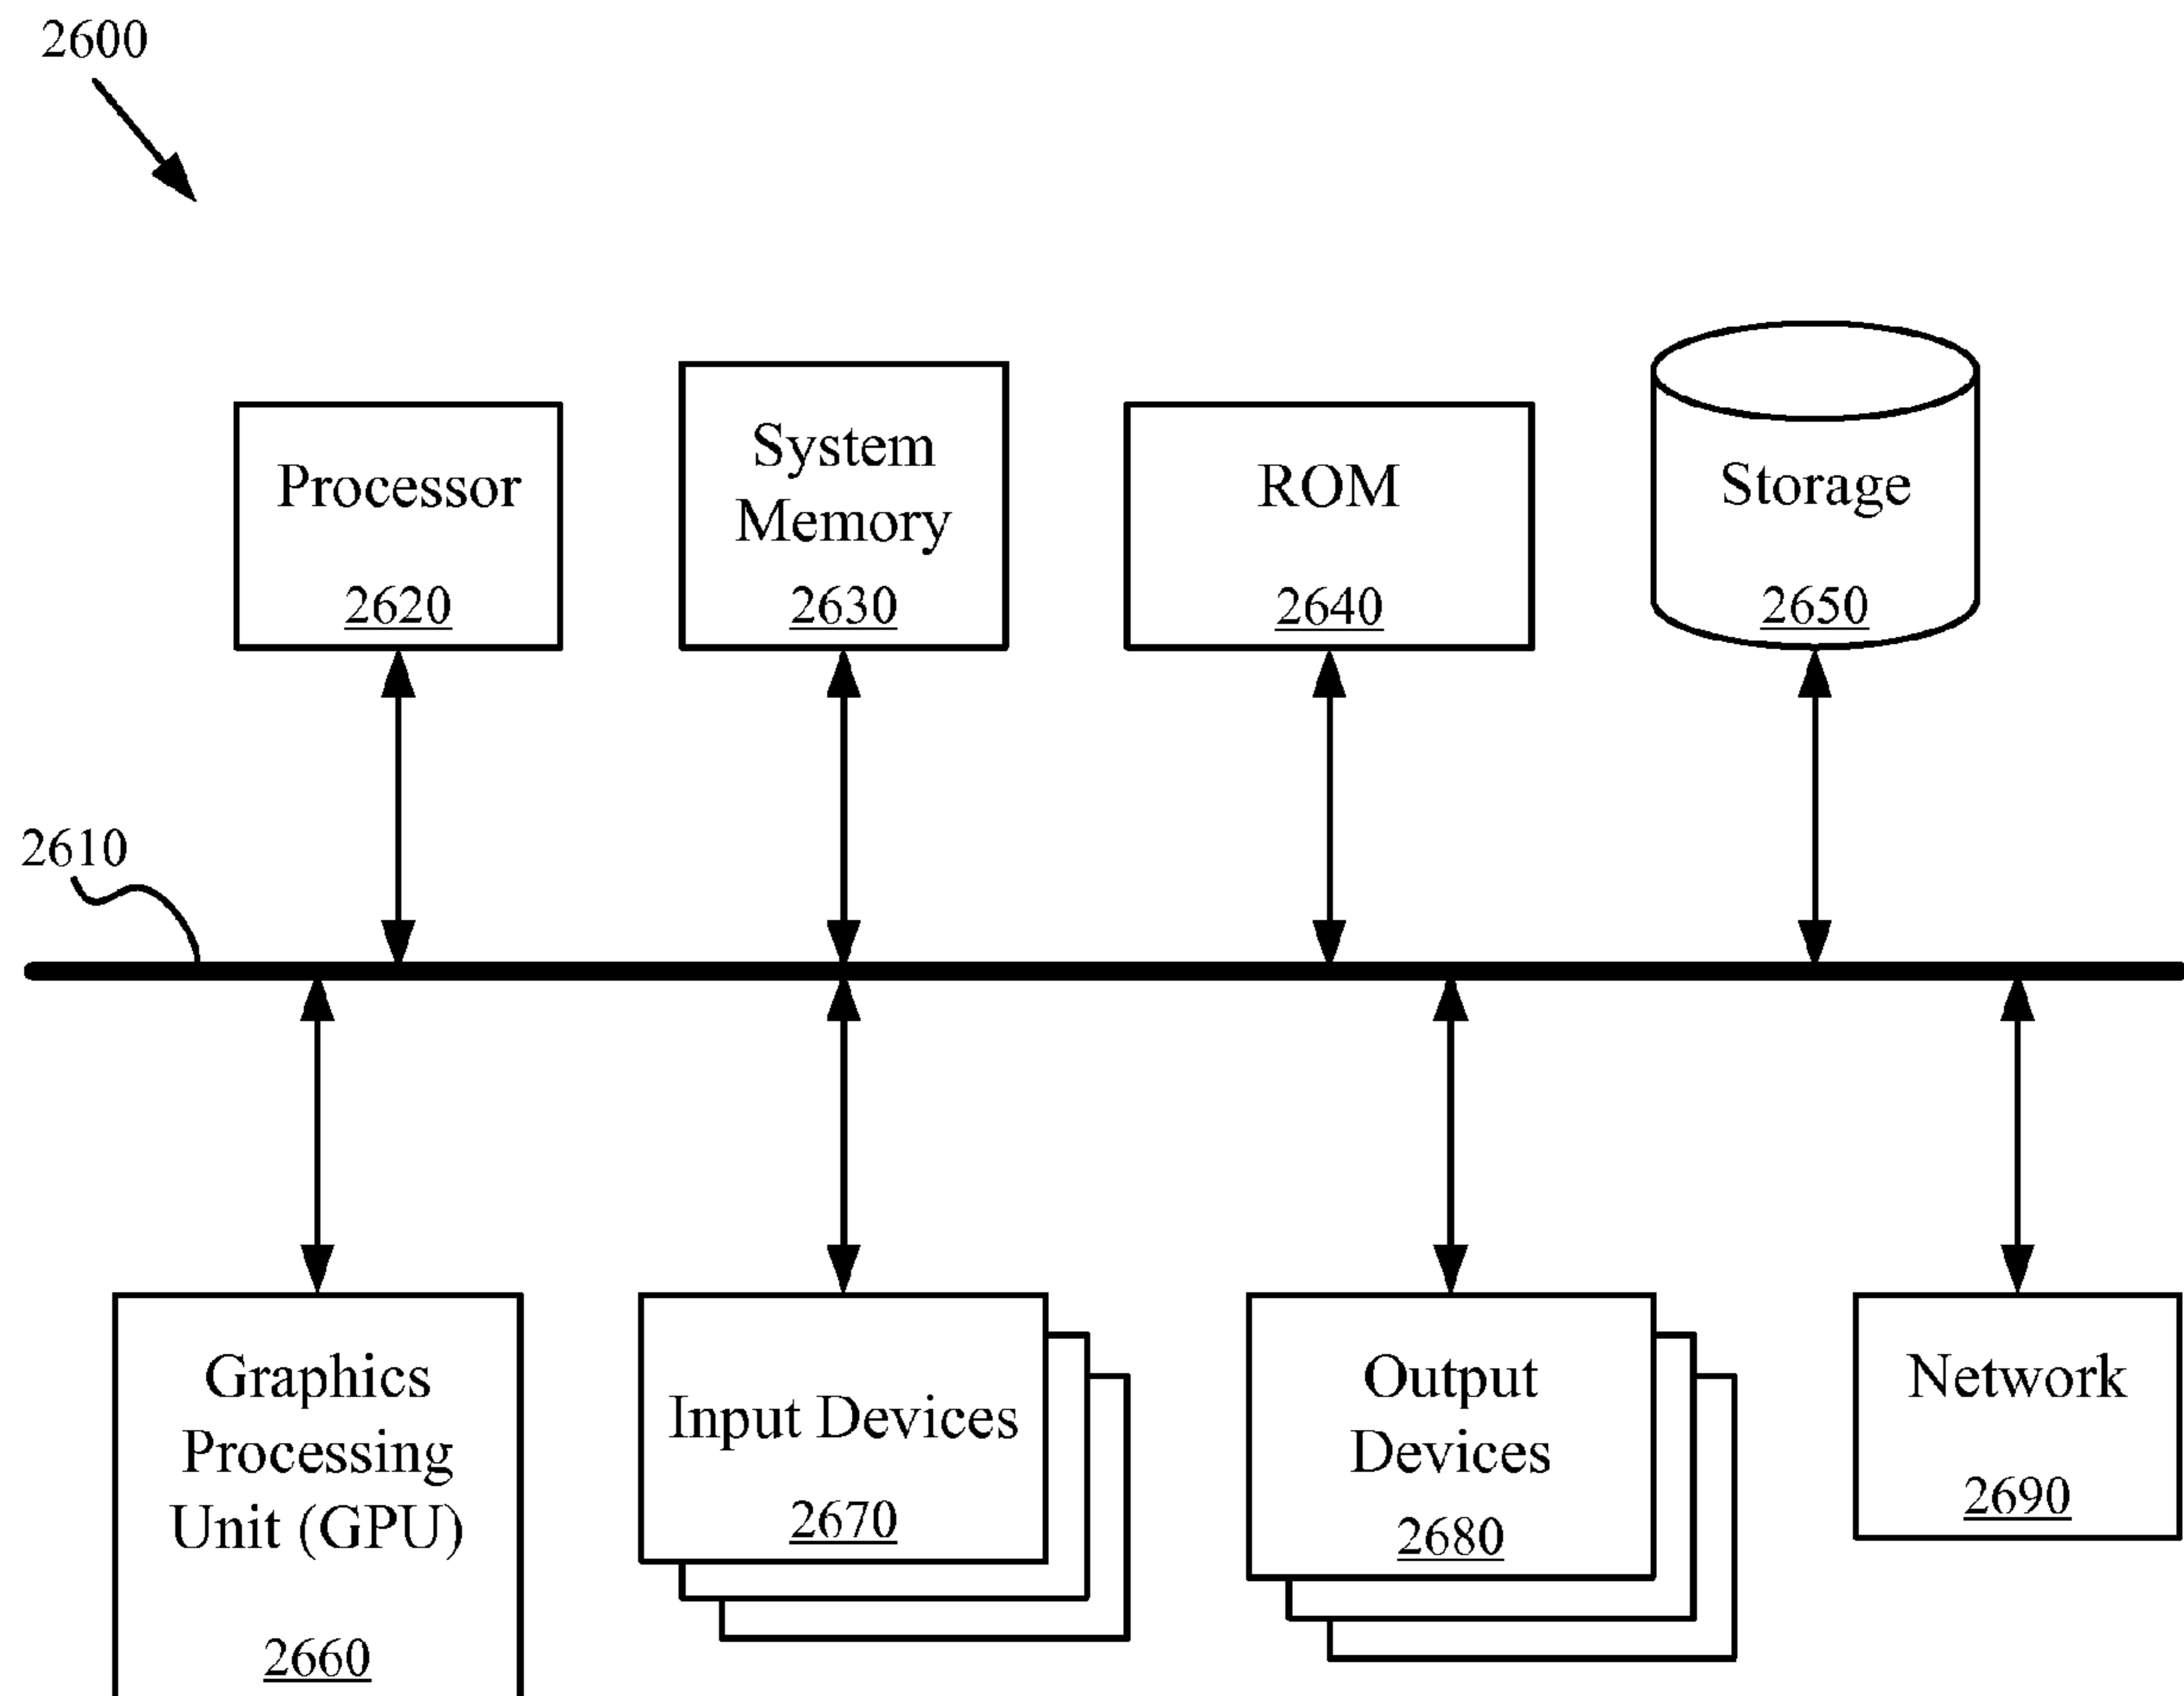 2600
Processor
2620
System
Memory
2630
ROM
2640
Storage
2650
2610
Graphics
Processing
Unit (GPU)
2660
Input Devices
2670
Output
Devices
2680
Network
2690